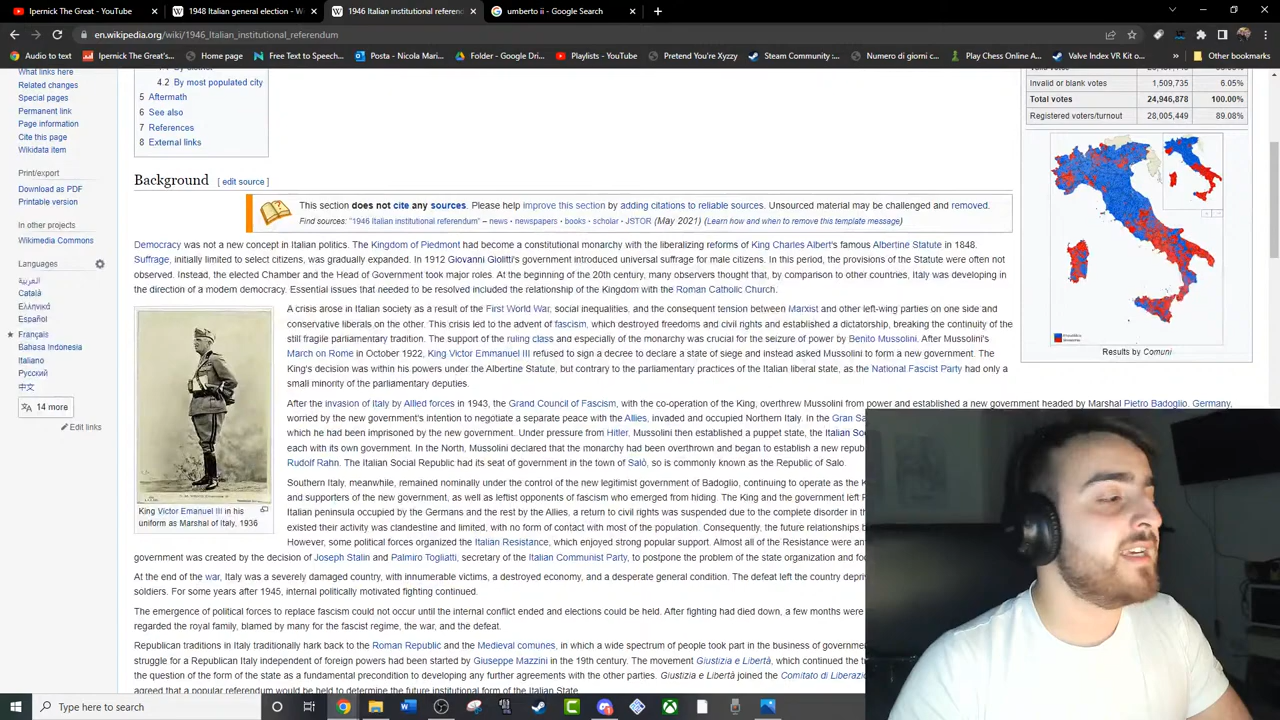 Ipernick The Great - YouTube
1948 Italian general election - W
1946 Italian institutional referend
umberto ii - Google Search
en.wikipedia.org/wiki/1946_Italian_institutional_referendum
Audio to text
Ipernick The Great's...
Home page
Free Text to Speech...
Posta - Nicola Mari...
Folder - Google Dri...
Playlists - YouTube
Pretend You're Xyzzy
Steam Community:...
Numero di giorni c...
Play Chess Online A...
Valve Index VR Kit o...
Other bookmarks
What links here
Related changes
Special pages
Permanent link
Page information
Cite this page
Wikidata item
Print/export
Download as PDF
Printable version
In other projects
Wikimedia Commons
Languages
العربية
Català
Ελληνικά
Español
Français
Bahasa Indonesia
Italiano
Русский
中文
14 more
Edit links
4.2 By most populated city
5 Aftermath
6 See also
7 References
8 External links
Invalid or blank votes 1,509,735 6.05%
Total votes 24,946,878 100.00%
Registered voters/turnout 28,005,449 89.08%
Results by Comuni
Background [ edit source ]
This section does not cite any sources. Please help improve this section by adding citations to reliable sources. Unsourced material may be challenged and removed.
Find sources: "1946 Italian institutional referendum" – news · newspapers · books · scholar · JSTOR (May 2021) (Learn how and when to remove this template message)
Democracy was not a new concept in Italian politics. The Kingdom of Piedmont had become a constitutional monarchy with the liberalizing reforms of King Charles Albert's famous Albertine Statute in 1848.
Suffrage, initially limited to select citizens, was gradually expanded. In 1912 Giovanni Giolitti's government introduced universal suffrage for male citizens. In this period, the provisions of the Statute were often not
observed. Instead, the elected Chamber and the Head of Government took major roles. At the beginning of the 20th century, many observers thought that, by comparison to other countries, Italy was developing in
the direction of a modern democracy. Essential issues that needed to be resolved included the relationship of the Kingdom with the Roman Catholic Church.
A crisis arose in Italian society as a result of the First World War, social inequalities, and the consequent tension between Marxist and other left-wing parties on one side and
conservative liberals on the other. This crisis led to the advent of fascism, which destroyed freedoms and civil rights and established a dictatorship, breaking the continuity of the
still fragile parliamentary tradition. The support of the ruling class and especially of the monarchy was crucial for the seizure of power by Benito Mussolini. After Mussolini's
March on Rome in October 1922, King Victor Emmanuel III refused to sign a decree to declare a state of siege and instead asked Mussolini to form a new government. The
King's decision was within his powers under the Albertine Statute, but contrary to the parliamentary practices of the Italian liberal state, as the National Fascist Party had only a
small minority of the parliamentary deputies.
After the invasion of Italy by Allied forces in 1943, the Grand Council of Fascism, with the co-operation of the King, overthrew Mussolini from power and established a new government headed by Marshal Pietro Badoglio. Germany,
worried by the new government's intention to negotiate a separate peace with the Allies, invaded and occupied Northern Italy. In the Gran Sa
which he had been imprisoned by the new government. Under pressure from Hitler, Mussolini then established a puppet state, the Italian Soc
each with its own government. In the North, Mussolini declared that the monarchy had been overthrown and began to establish a new repub
Rudolf Rahn. The Italian Social Republic had its seat of government in the town of Salò, so is commonly known as the Republic of Salo.
King Victor Emanuel III in his
uniform as Marshal of Italy, 1936
Southern Italy, meanwhile, remained nominally under the control of the new legitimist government of Badoglio, continuing to operate as the K
and supporters of the new government, as well as leftist opponents of fascism who emerged from hiding. The King and the government left
Italian peninsula occupied by the Germans and the rest by the Allies, a return to civil rights was suspended due to the complete disorder in th
existed their activity was clandestine and limited, with no form of contact with most of the population. Consequently, the future relationships b
However, some political forces organized the Italian Resistance, which enjoyed strong popular support. Almost all of the Resistance were an
government was created by the decision of Joseph Stalin and Palmiro Togliatti, secretary of the Italian Communist Party, to postpone the problem of the state organization and fo
At the end of the war, Italy was a severely damaged country, with innumerable victims, a destroyed economy, and a desperate general condition. The defeat left the country depri
soldiers. For some years after 1945, internal politically motivated fighting continued.
The emergence of political forces to replace fascism could not occur until the internal conflict ended and elections could be held. After fighting had died down, a few months were
regarded the royal family, blamed by many for the fascist regime, the war, and the defeat.
Republican traditions in Italy traditionally hark back to the Roman Republic and the Medieval comunes, in which a wide spectrum of people took part in the business of governme
struggle for a Republican Italy independent of foreign powers had been started by Giuseppe Mazzini in the 19th century. The movement Giustizia e Libertà, which continued th
the question of the form of the state as a fundamental precondition to developing any further agreements with the other parties. Giustizia e Libertà joined the Comitato di Liberazio
agreed that a popular referendum would be held to determine the future institutional form of the Italian State.
Type here to search